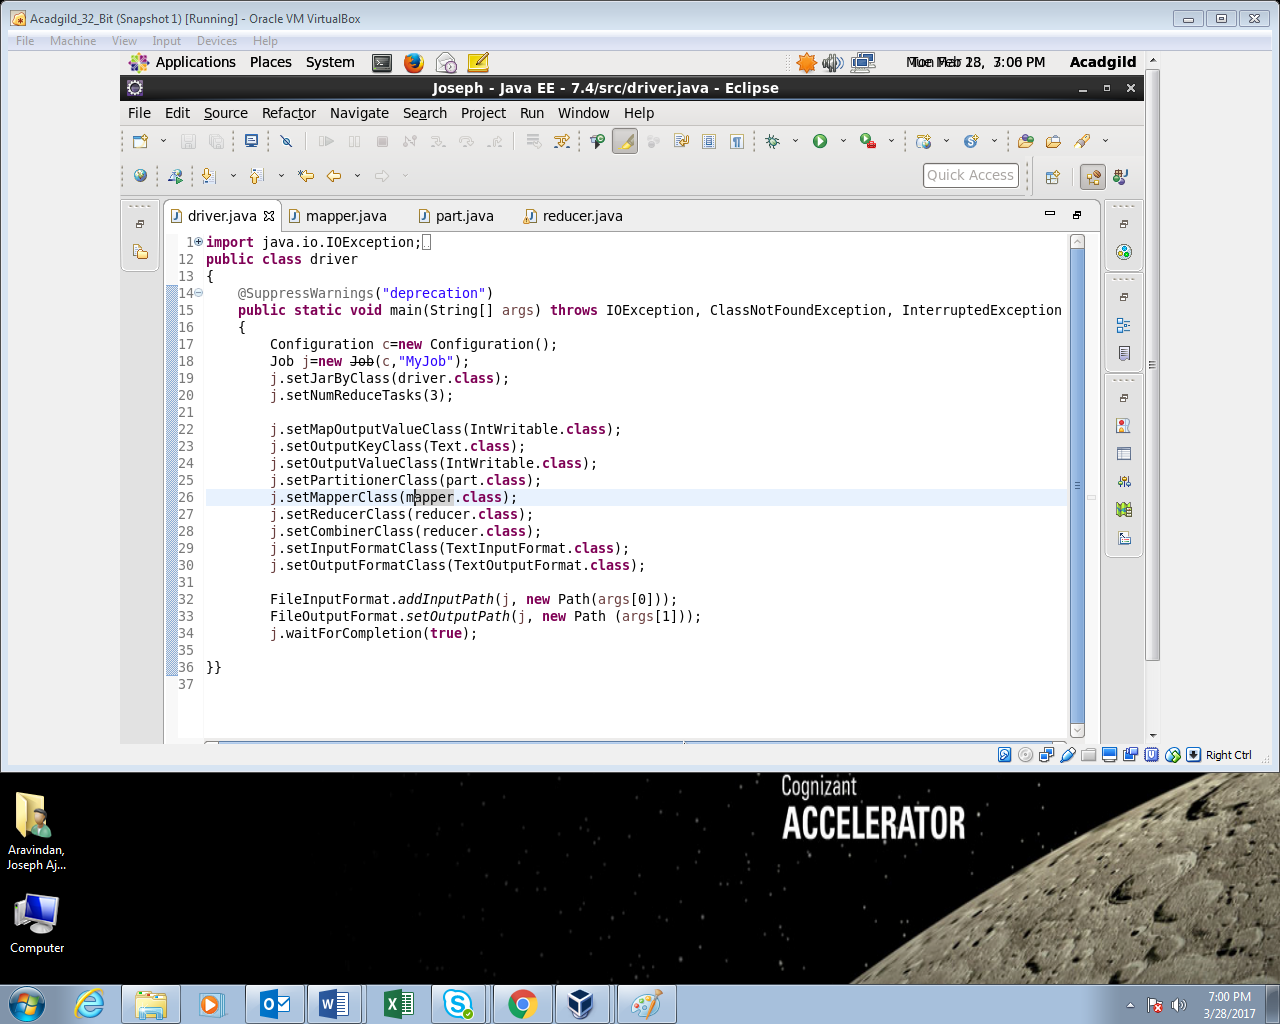 Acadgild_32_Bit (Snapshot 1) [Running] - Oracle VM VirtualBox
File Machine View Input Devices Help
Applications Places System
Acadgild
Joseph - Java EE - 7.4/src/driver.java - Eclipse
File Edit Source Refactor Navigate Search Project Run Window Help
Quick Access
driver.java mapper.java part.java reducer.java
1 import java.io.IOException;
12 public class driver
13 {
14 @SuppressWarnings("deprecation")
15 public static void main(String[] args) throws IOException, ClassNotFoundException, InterruptedException
16 {
17 Configuration c=new Configuration();
18 Job j=new Job(c,"MyJob");
19 j.setJarByClass(driver.class);
20 j.setNumReduceTasks(3);
21
22 j.setMapOutputValueClass(IntWritable.class);
23 j.setOutputKeyClass(Text.class);
24 j.setOutputValueClass(IntWritable.class);
25 j.setPartitionerClass(part.class);
26 j.setMapperClass(mapper.class);
27 j.setReducerClass(reducer.class);
28 j.setCombinerClass(reducer.class);
29 j.setInputFormatClass(TextInputFormat.class);
30 j.setOutputFormatClass(TextOutputFormat.class);
31
32 FileInputFormat.addInputPath(j, new Path(args[0]));
33 FileOutputFormat.setOutputPath(j, new Path (args[1]));
34 j.waitForCompletion(true);
35
36 }}
37
Right Ctrl
Cognizant
ACCELERATOR
Aravindan,
Joseph Aj...
Computer
7:00 PM
3/28/2017